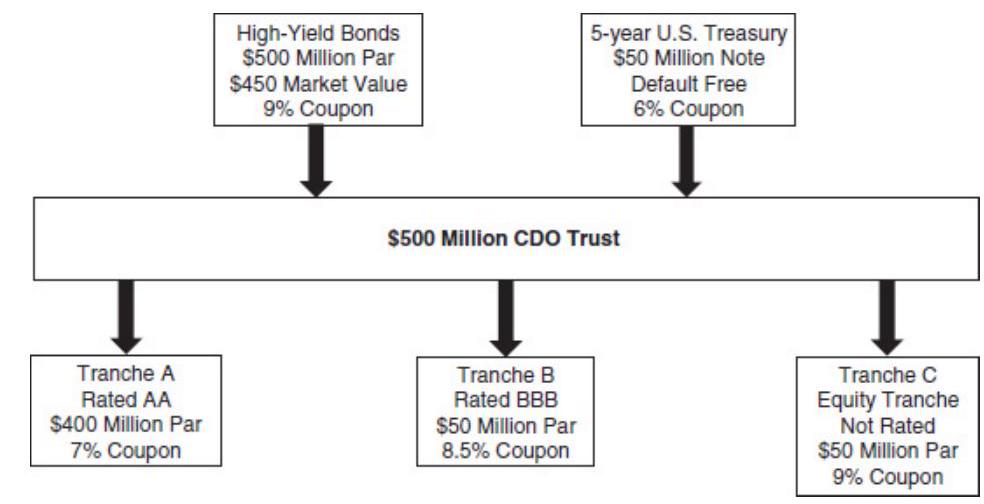 High-Yield Bonds
$500 Million Par
$450 Market Value
9% Coupon
5-year U.S. Treasury
$50 Million Note
Default Free
6% Coupon
$500 Million CDO Trust
Tranche A
Rated AA
$400 Million Par
7% Coupon
Tranche B
Rated BBB
$50 Million Par
8.5% Coupon
Tranche C
Equity Tranche
Not Rated
$50 Million Par
9% Coupon